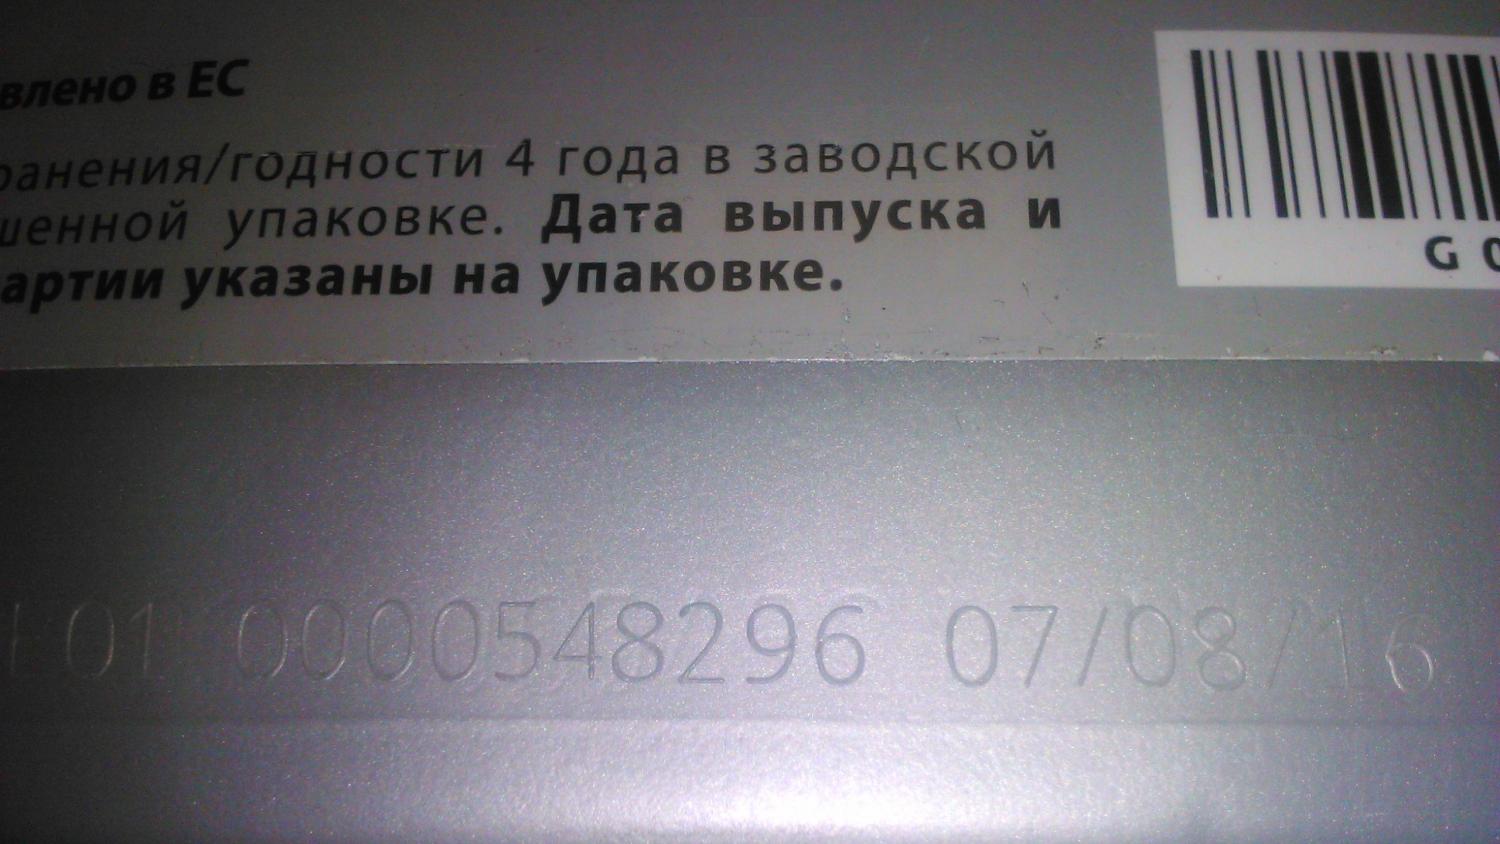 влено в ЕС
ранения/годности 4 года в заводской
шенной упаковке. Дата выпуска и
артии указаны на упаковке.
G 0
L01 0000548296 07/08/16